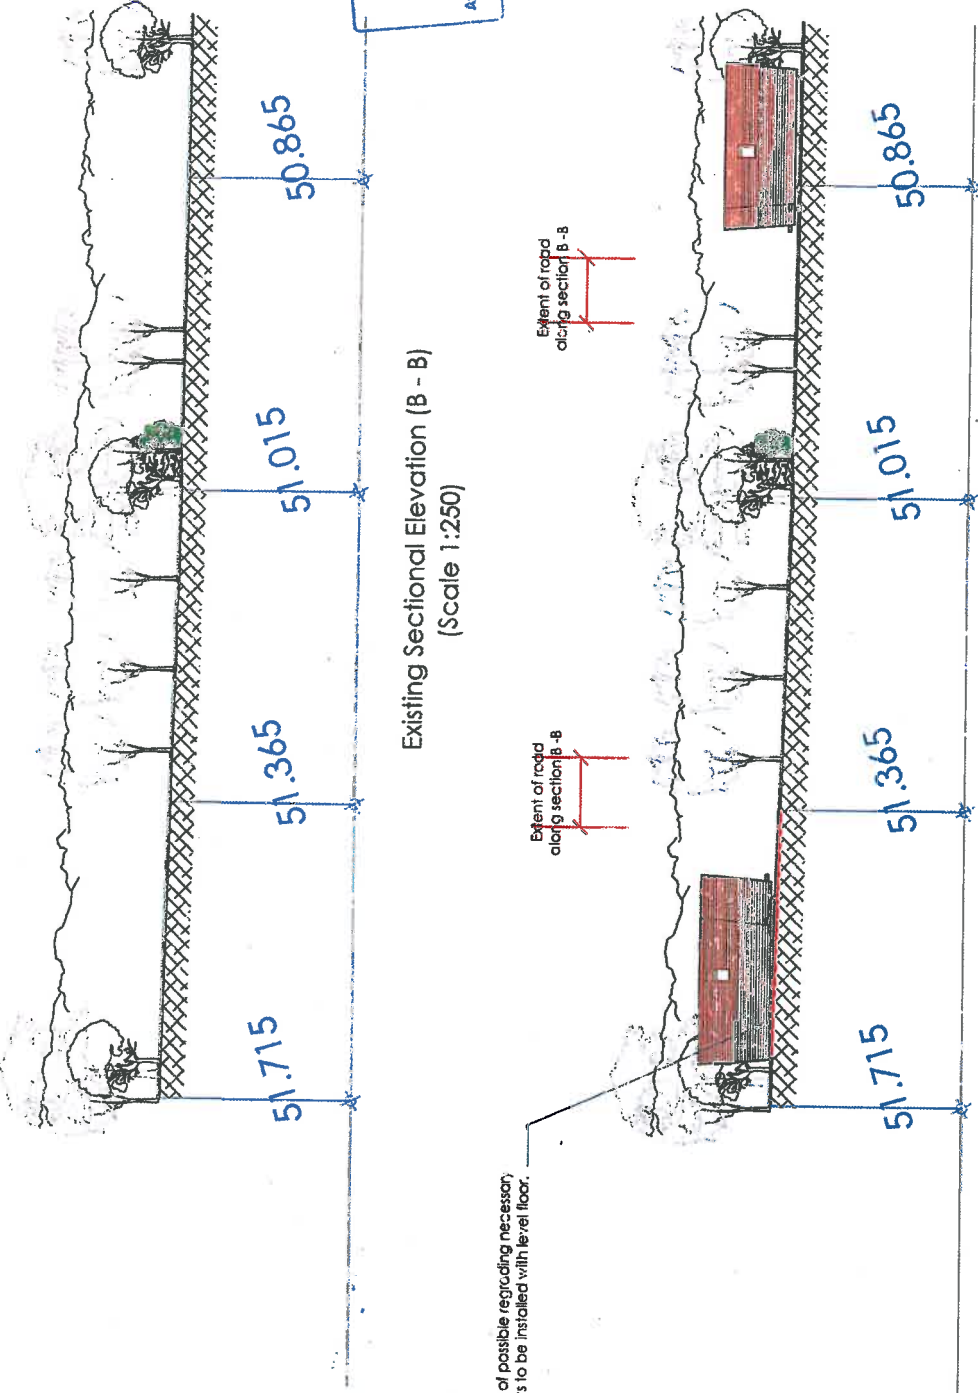 51.715
51.365
51.015
50.865
A
Existing Sectional Elevation (B - B)
(Scale 1:250)
of possible regrading necessary
s to be installed with level floor.
Extent of road
along section B -B
Extent of road
along section B -B
51.715
51.365
51.015
50.865